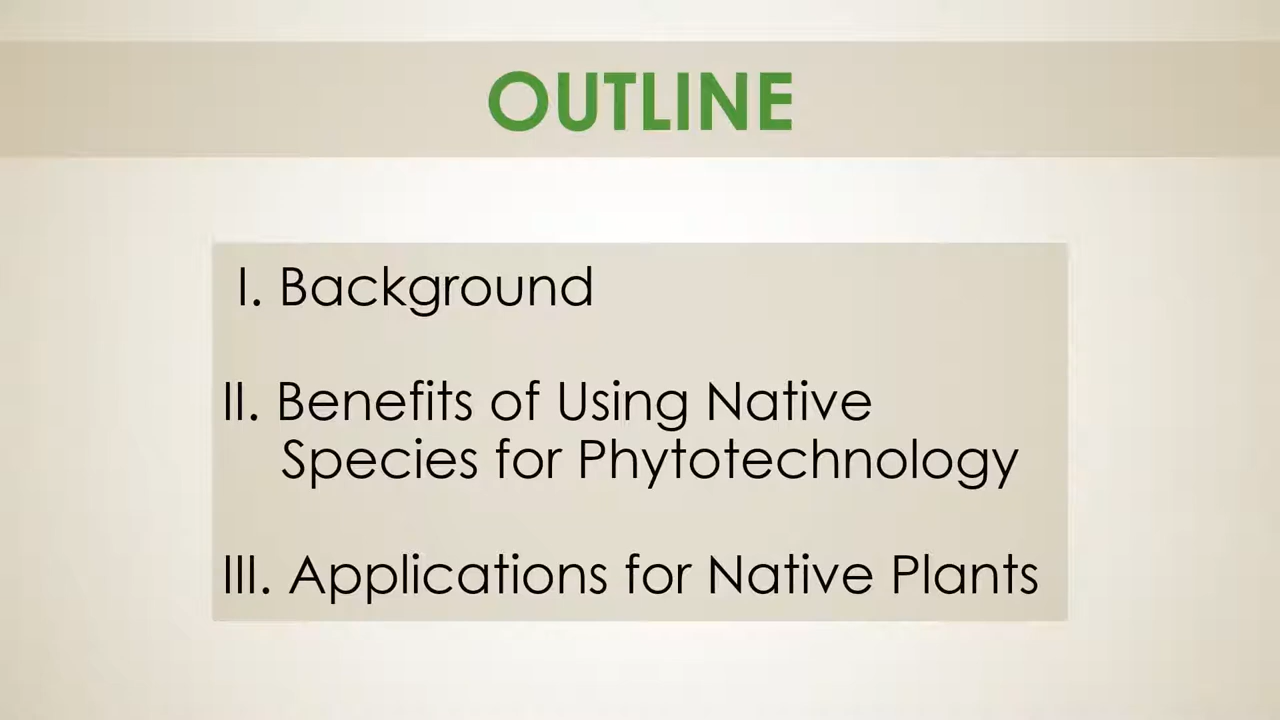 OUTLINE
I. Background
II. Benefits of Using Native
Species for Phytotechnology
III. Applications for Native Plants